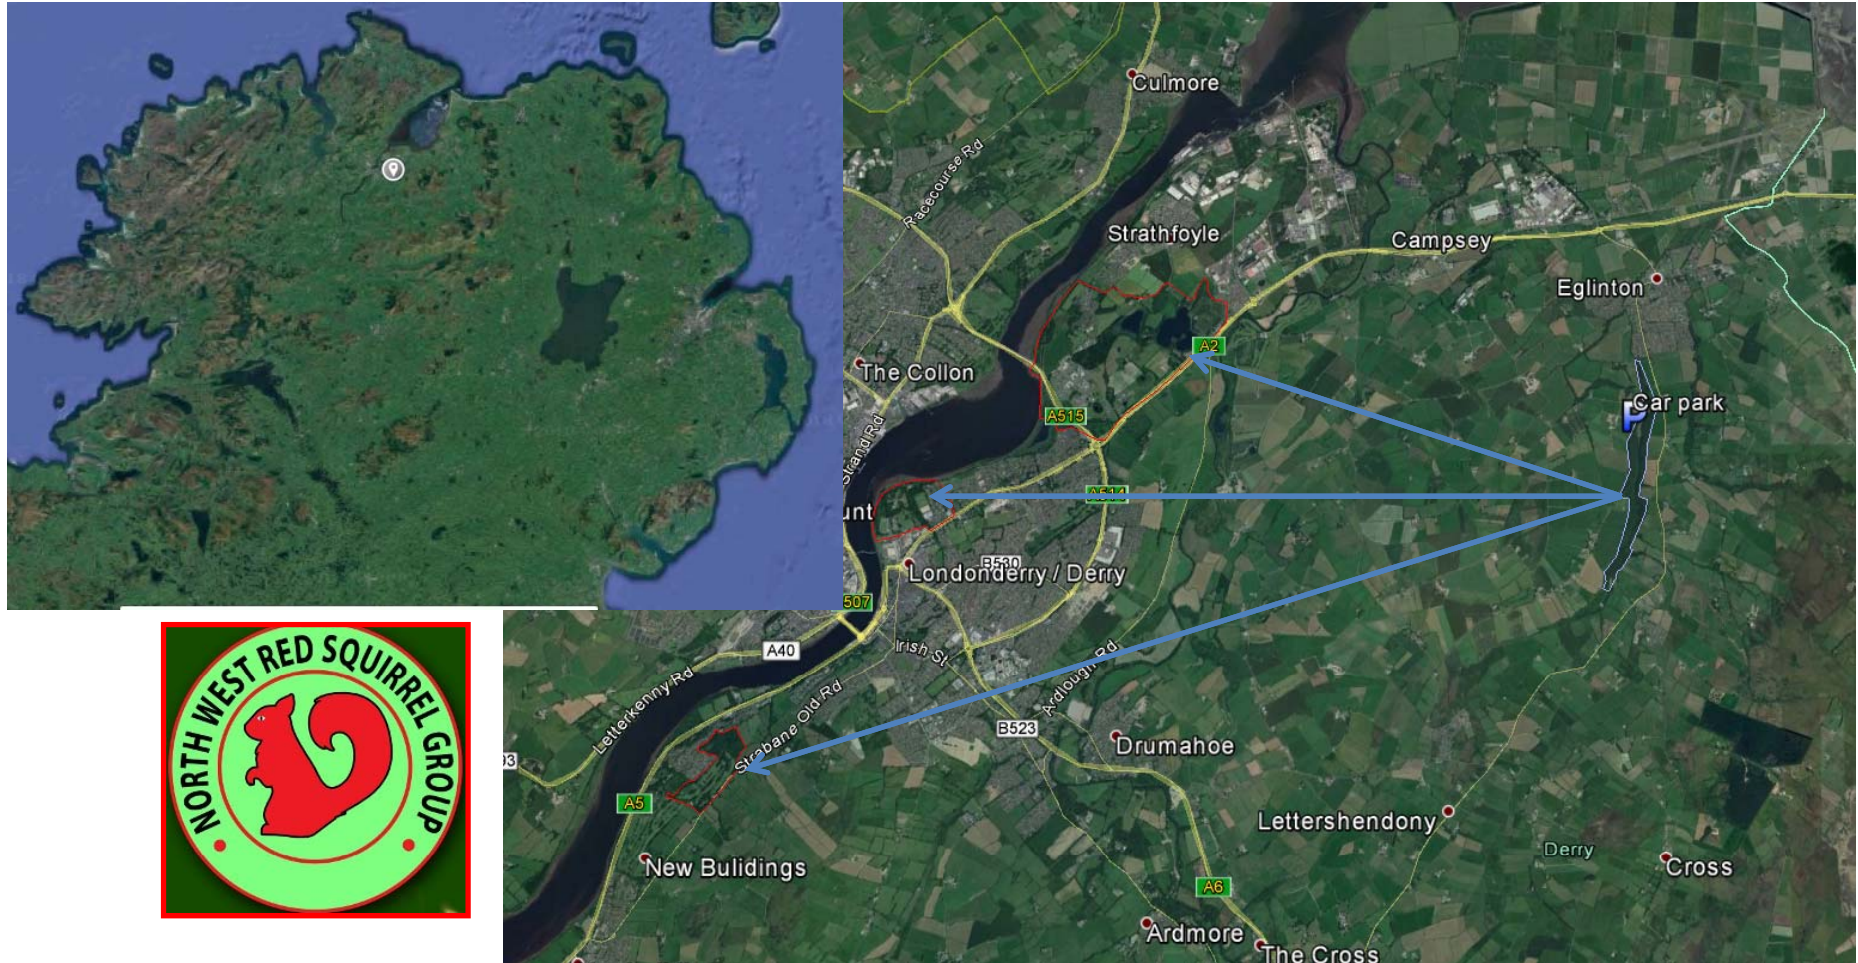 Culmore
Racecourse Rd
Strathfoyle
Campsey
Eglinton
A2
The Collon
Car park
P
A515
Strand Rd
A514
unt
B530
Londonderry / Derry
507
A40
Irish St
Letterkenny Rd
Ardlough Rd
Strabane Old Rd
B523
Drumahoe
03
A5
Lettershendony
Derry
Cross
New Bulidings
A6
Ardmore
The Cross
NORTH WEST RED SQUIRREL GROUP